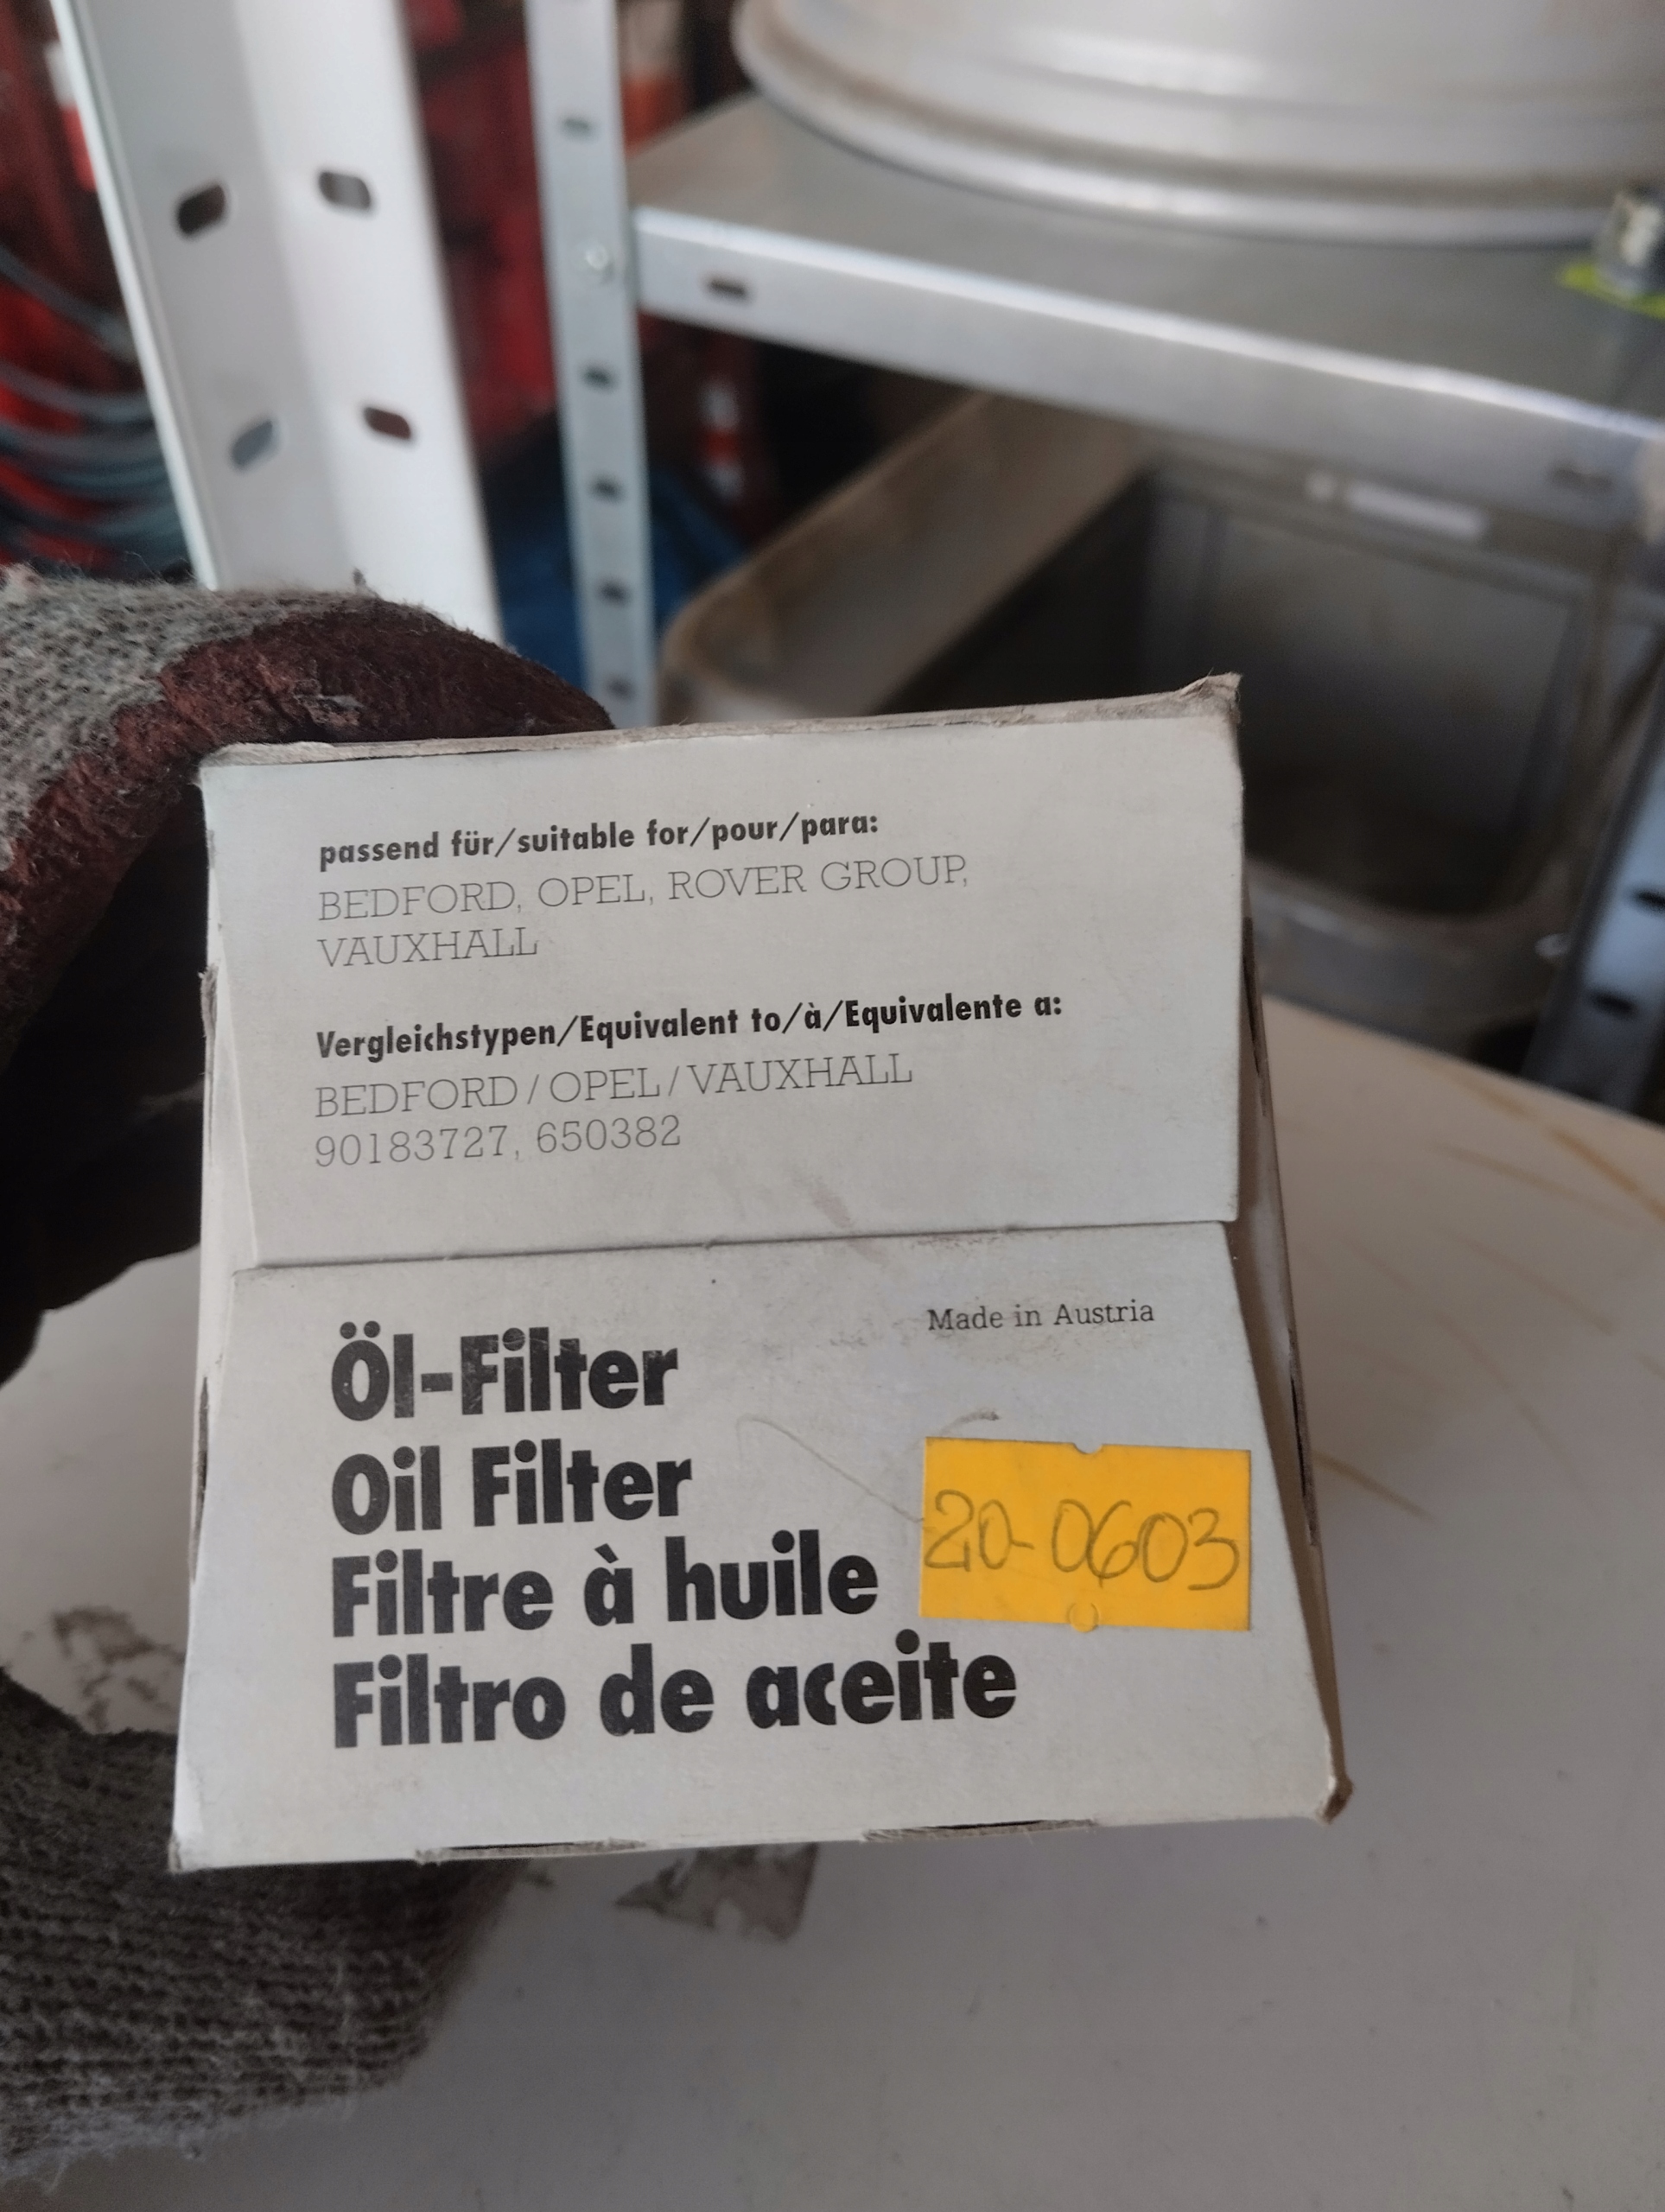 passend für/suitable for/pour/para:
BEDFORD, OPEL, ROVER GROUP,
VAUXHALL
Vergleichstypen/Equivalent to/à/Equivalente a:
BEDFORD/OPEL/VAUXHALL
90183727, 650382
Made in Austria
Öl-Filter
Oil Filter
Filtre à huile
20-0603
Filtro de aceite